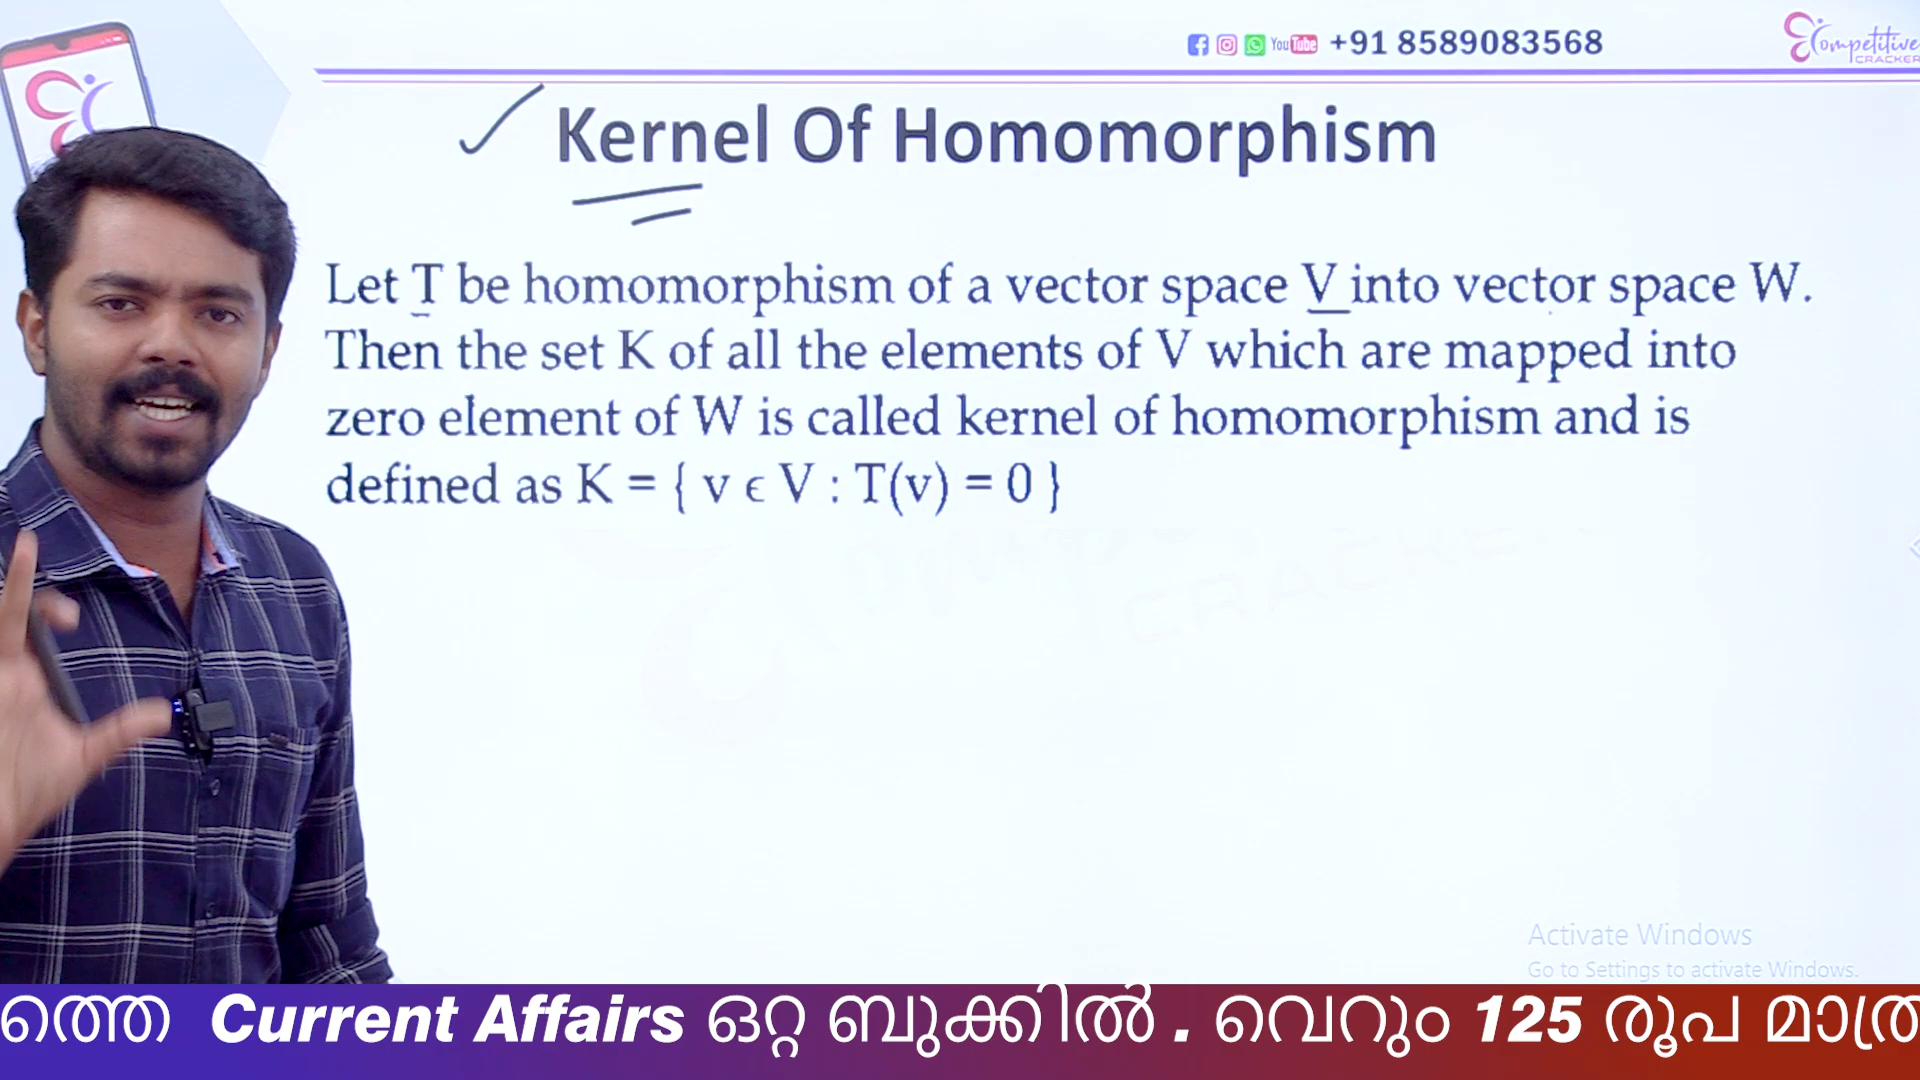 YouTube +91 8589083568
Competitive
CRACKER
Kernel Of Homomorphism
Let T be homomorphism of a vector space V into vector space W.
Then the set K of all the elements of V which are mapped into
zero element of W is called kernel of homomorphism and is
defined as K = { v ϵ V : T(v) = 0 }
CRACKE
Activate Windows
Go to Settings to activate Windows.
ത്തെ Current Affairs ഒറ്റ ബുക്കിൽ . വെറും 125 രൂപ മാത്ര